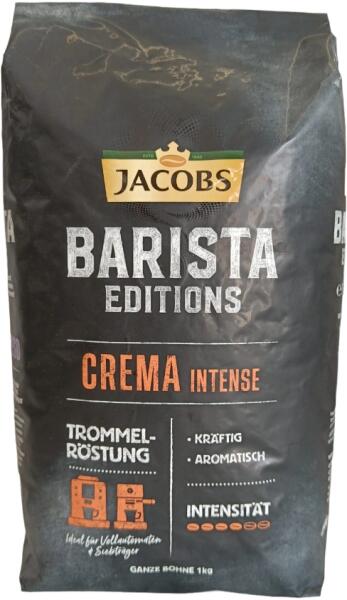 JACOBS
BARISTA
EDITIONS
CREMA INTENSE
TROMMEL-
RÖSTUNG
• KRÄFTIG
• AROMATISCH
Ideal für Vollautomaten
& Siebträger
INTENSITÄT
GANZE BOHNE 1kg